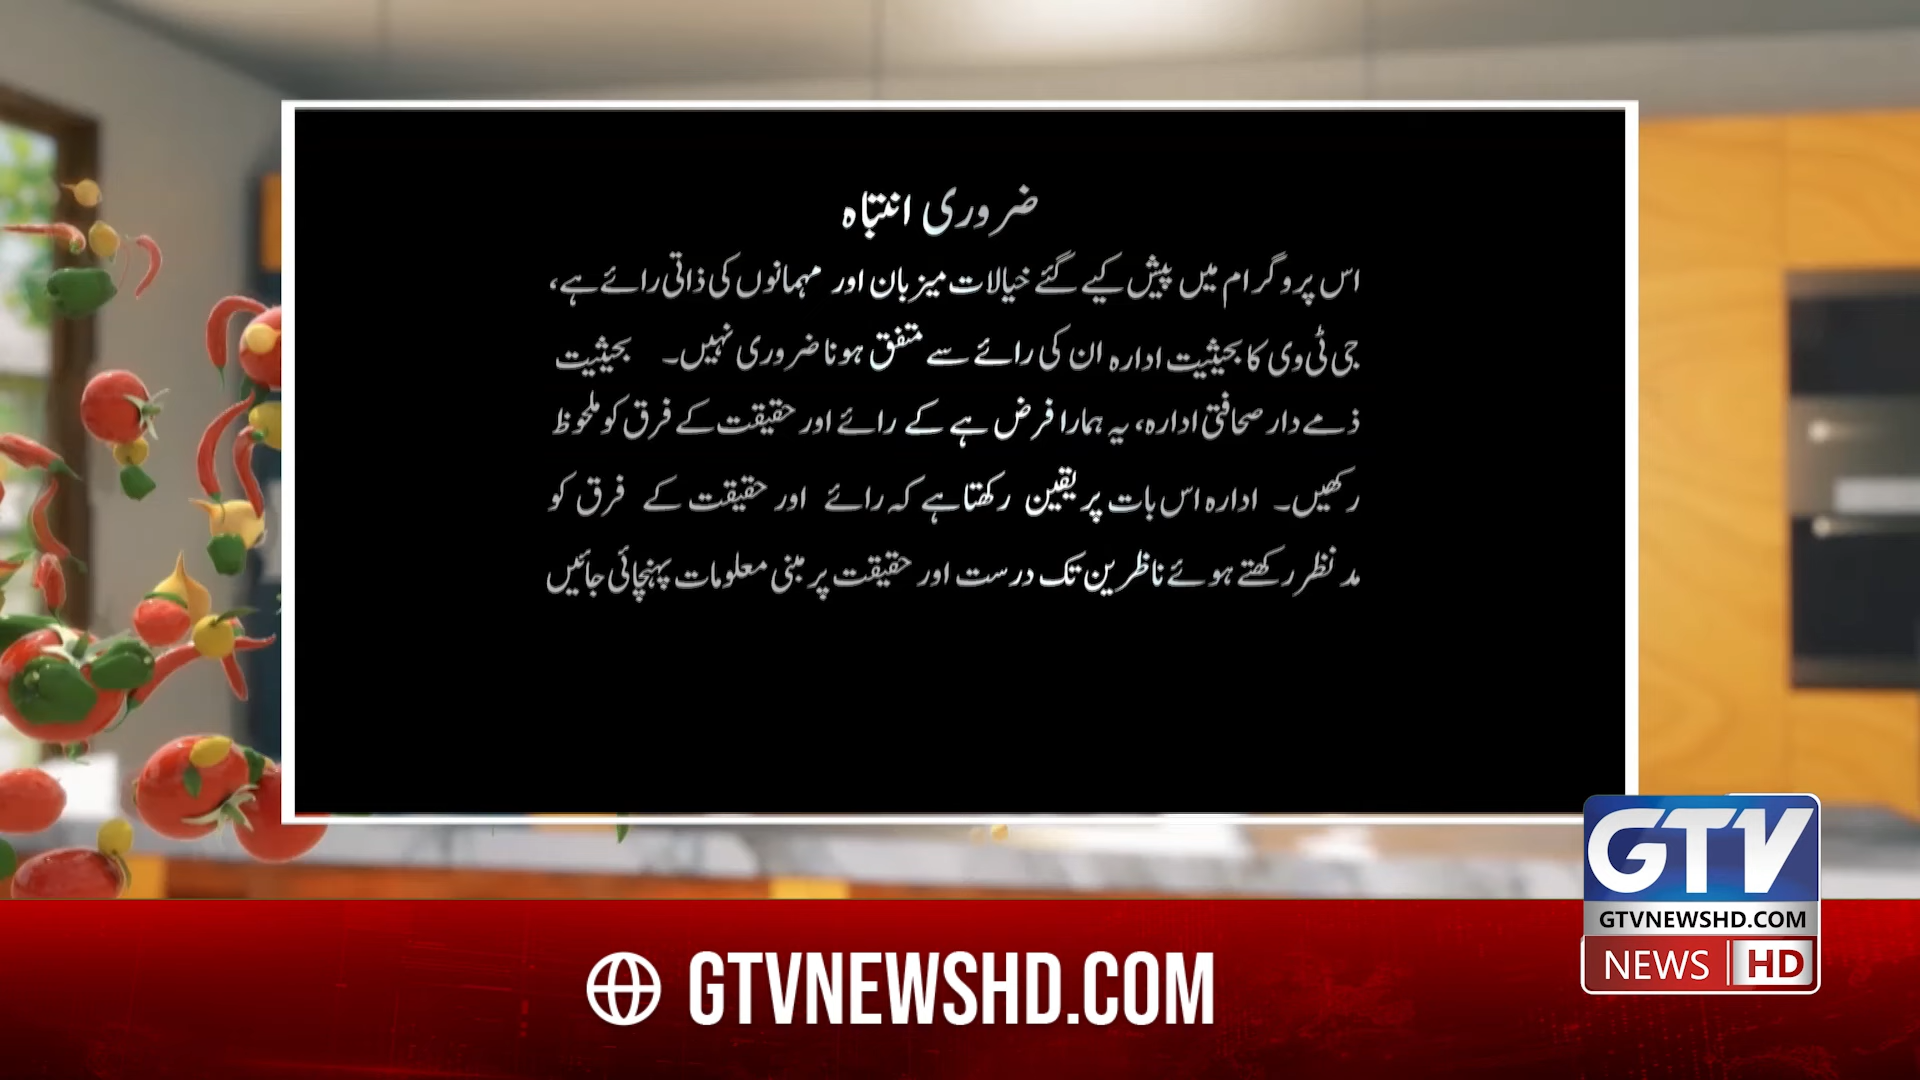 ضروری انتباہ
اس پروگرام میں پیش کیے گئے خیالات میزبان اور مہمانوں کی ذاتی رائے ہے،
جی ٹی وی کا بحیثیت ادارہ ان کی رائے سے متفق ہونا ضروری نہیں۔ بحیثیت
ذمے دار صحافتی ادارہ، یہ ہمارا فرض ہے کے رائے اور حقیقت کے فرق کو ملحوظ
رکھیں۔ ادارہ اس بات پر یقین رکھتا ہے کہ رائے اور حقیقت کے فرق کو
مد نظر رکھتے ہوئے ناظرین تک درست اور حقیقت پر مبنی معلومات پہنچائی جائیں
GTV
GTVNEWSHD.COM
NEWS HD
GTVNEWSHD.COM